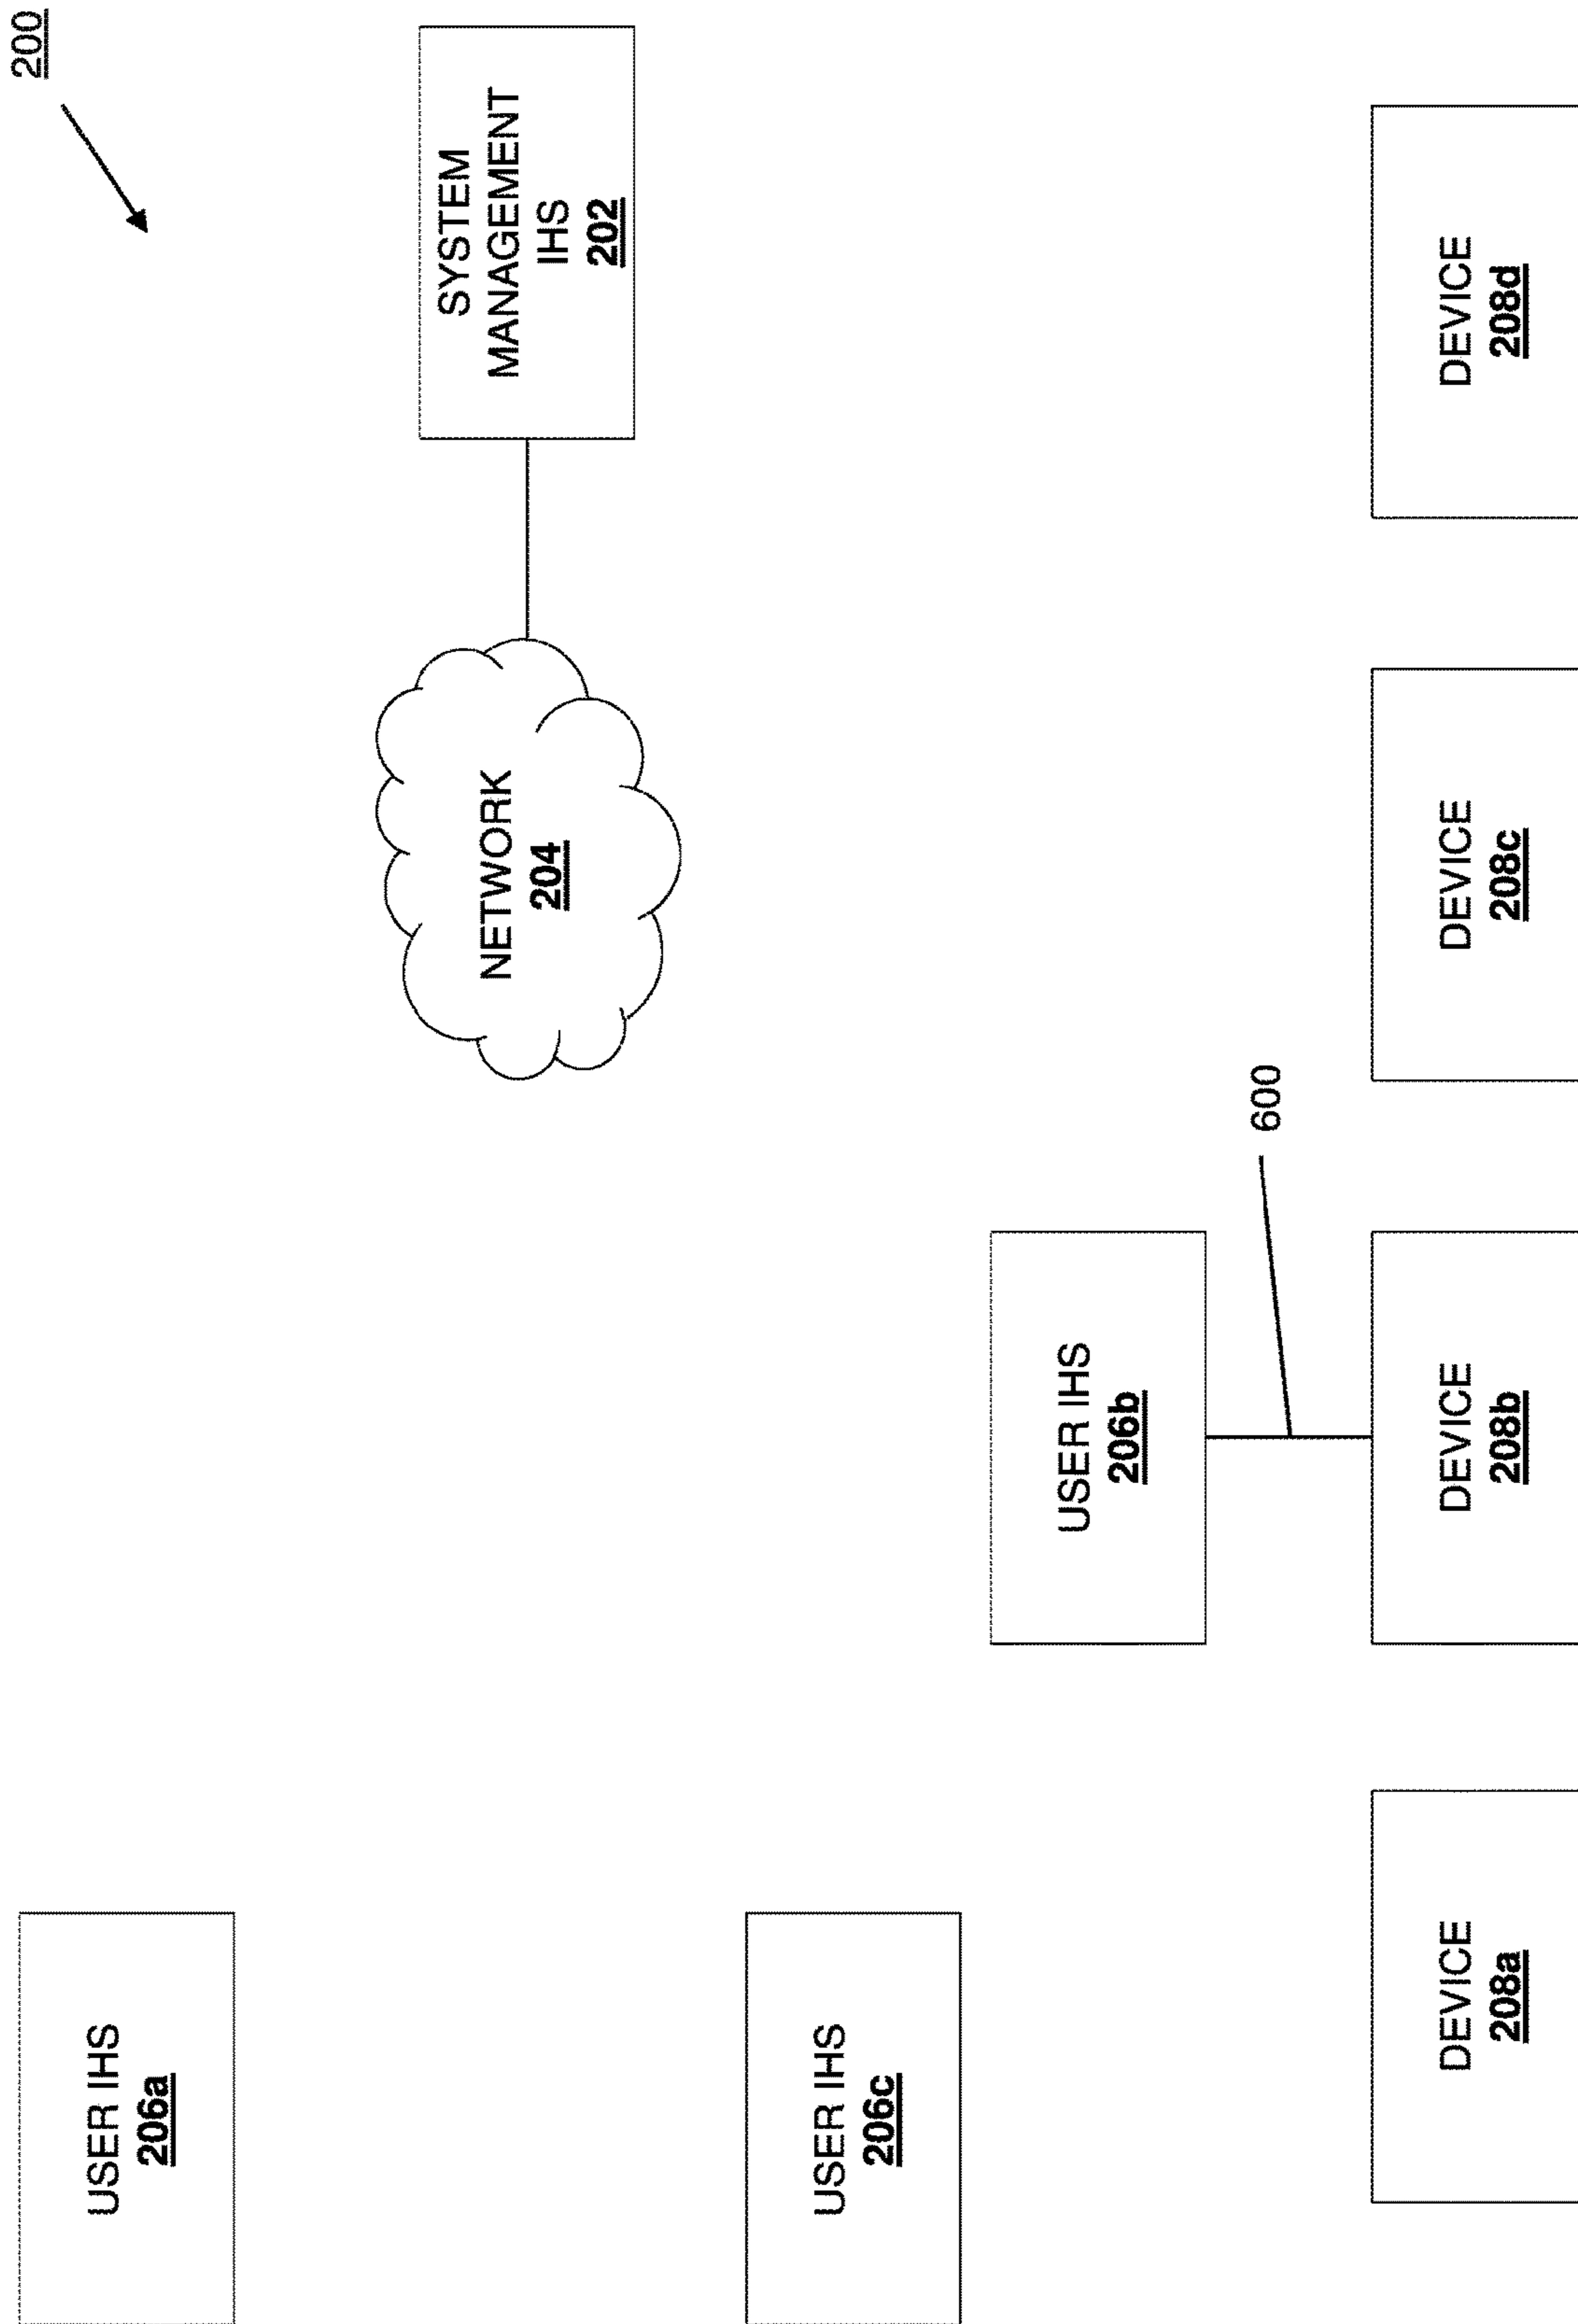 200
USER IHS
206a
SYSTEM
MANAGEMENT
IHS
202
NETWORK
204
USER IHS
206c
USER IHS
206b
600
DEVICE
208a
DEVICE
208b
DEVICE
208c
DEVICE
208d